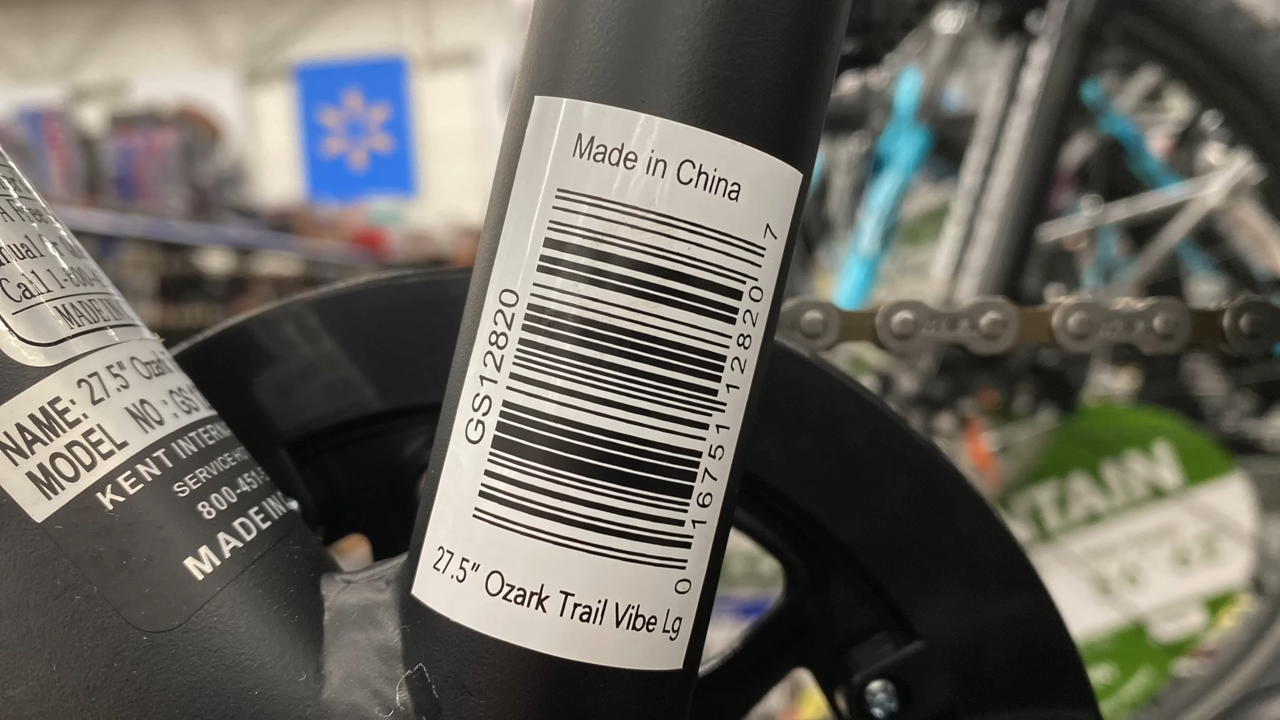 Made in China
GS12820
0 16751 12820 7
27.5" Ozark Trail Vibe Lg
Call 1-800-
MADE IN
NAME: 27.5" Ozark
MODEL NO :
KENT
SERVICE
800-451-
MADE IN